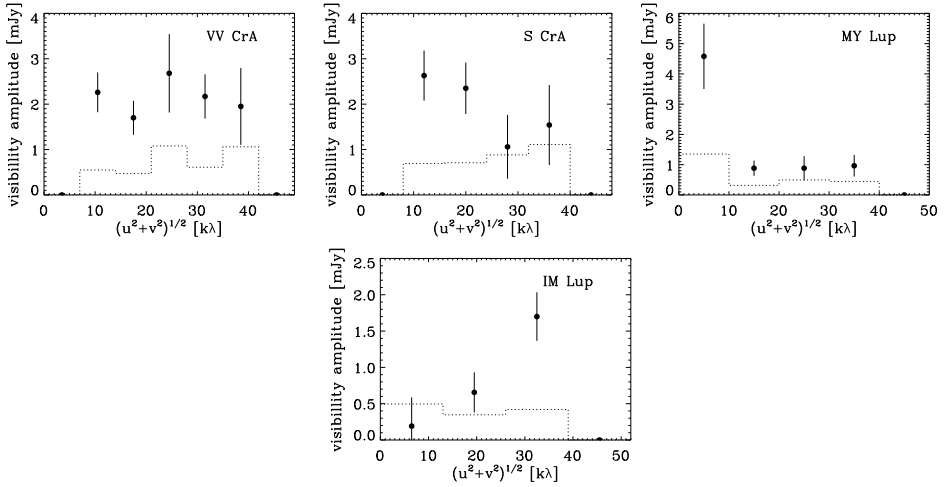 visibillity amplitude [mJy]
4
3
2
1
0
VV CrA
0 10 20 30 40
(u²+v²)^1/2 [kλ]
visibillity amplitude [mJy]
4
3
2
1
0
S CrA
0 10 20 30 40
(u²+v²)^1/2 [kλ]
visibillity amplitude [mJy]
6
5
4
3
2
1
0
MY Lup
0 10 20 30 40 50
(u²+v²)^1/2 [kλ]
visibillity amplitude [mJy]
2.5
2.0
1.5
1.0
0.5
0.0
IM Lup
0 10 20 30 40 50
(u²+v²)^1/2 [kλ]